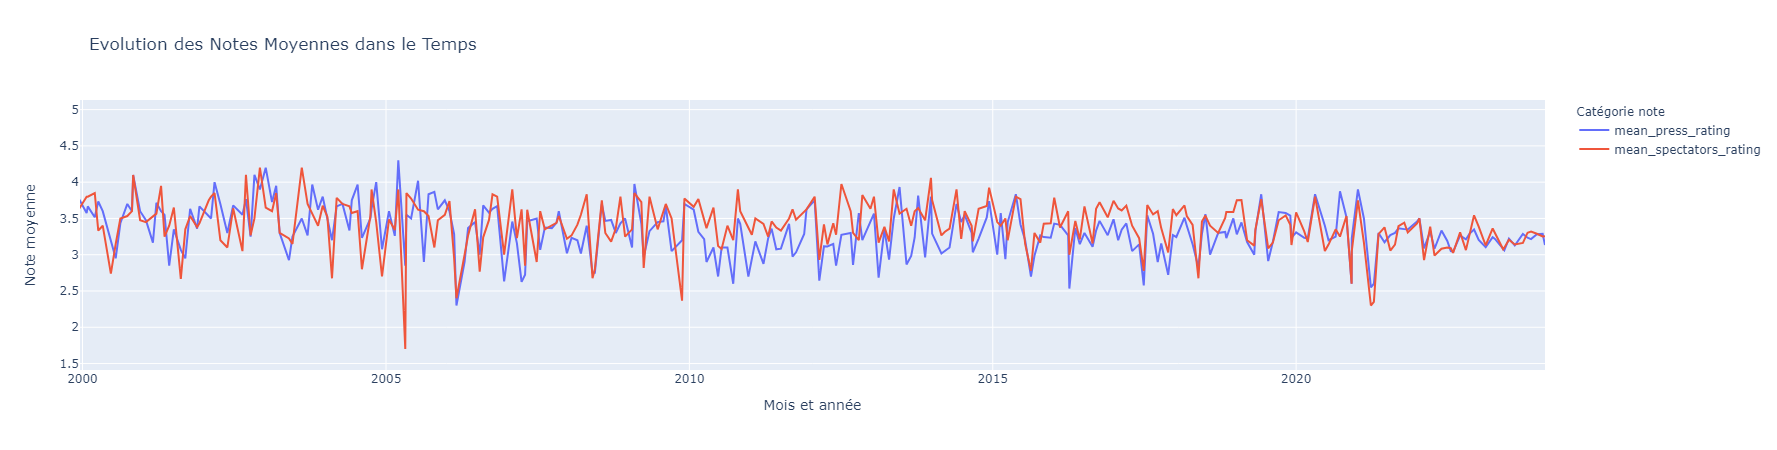 Evolution des Notes Moyennes dans le Temps
Catégorie note
mean_press_rating
mean_spectators_rating
Note moyenne
5
4.5
4
3.5
3
2.5
2
1.5
2000
2005
2010
2015
2020
Mois et année